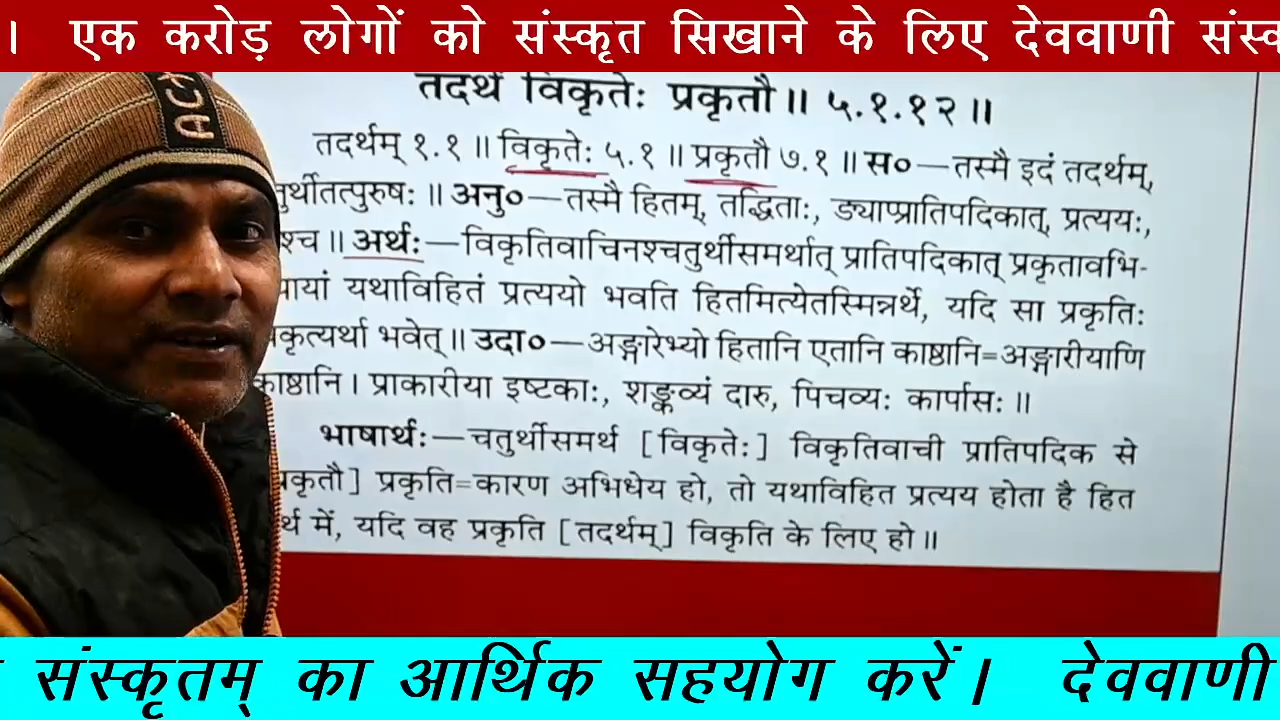 । एक करोड़ लोगों को संस्कृत सिखाने के लिए देववाणी
ACM
तदर्थं विकृतेः प्रकृतौ॥ ५.१.१२॥
तदर्थम् १.१॥ विकृतेः ५.१॥ प्रकृतौ ७.१॥ स०—तस्मै इदं तदर्थम्,
अनु०—तस्मै हितम्, तद्धिताः, ङ्याप्प्रातिपदिकात्, प्रत्ययः,
अर्थः—विकृतिवाचिनश्चतुर्थीसमर्थात् प्रातिपदिकात् प्रकृतावभि-
यथाविहितं प्रत्ययो भवति हितमित्येतस्मिन्नर्थे, यदि सा प्रकृतिः
भवेत्॥ उदा०—अङ्गारेभ्यो हितानि एतानि काष्ठानि=अङ्गारीयाणि
काष्ठानि। प्राकारीया इष्टकाः, शङ्कव्यं दारु, पिचव्यः कार्पासः॥
भाषार्थः—चतुर्थीसमर्थ [विकृतेः] विकृतिवाची प्रातिपदिक से
प्रकृति=कारण अभिधेय हो, तो यथाविहित प्रत्यय होता है हित
में, यदि वह प्रकृति [तदर्थम्] विकृति के लिए हो॥
संस्कृतम् का आर्थिक सहयोग करें। देववाणी